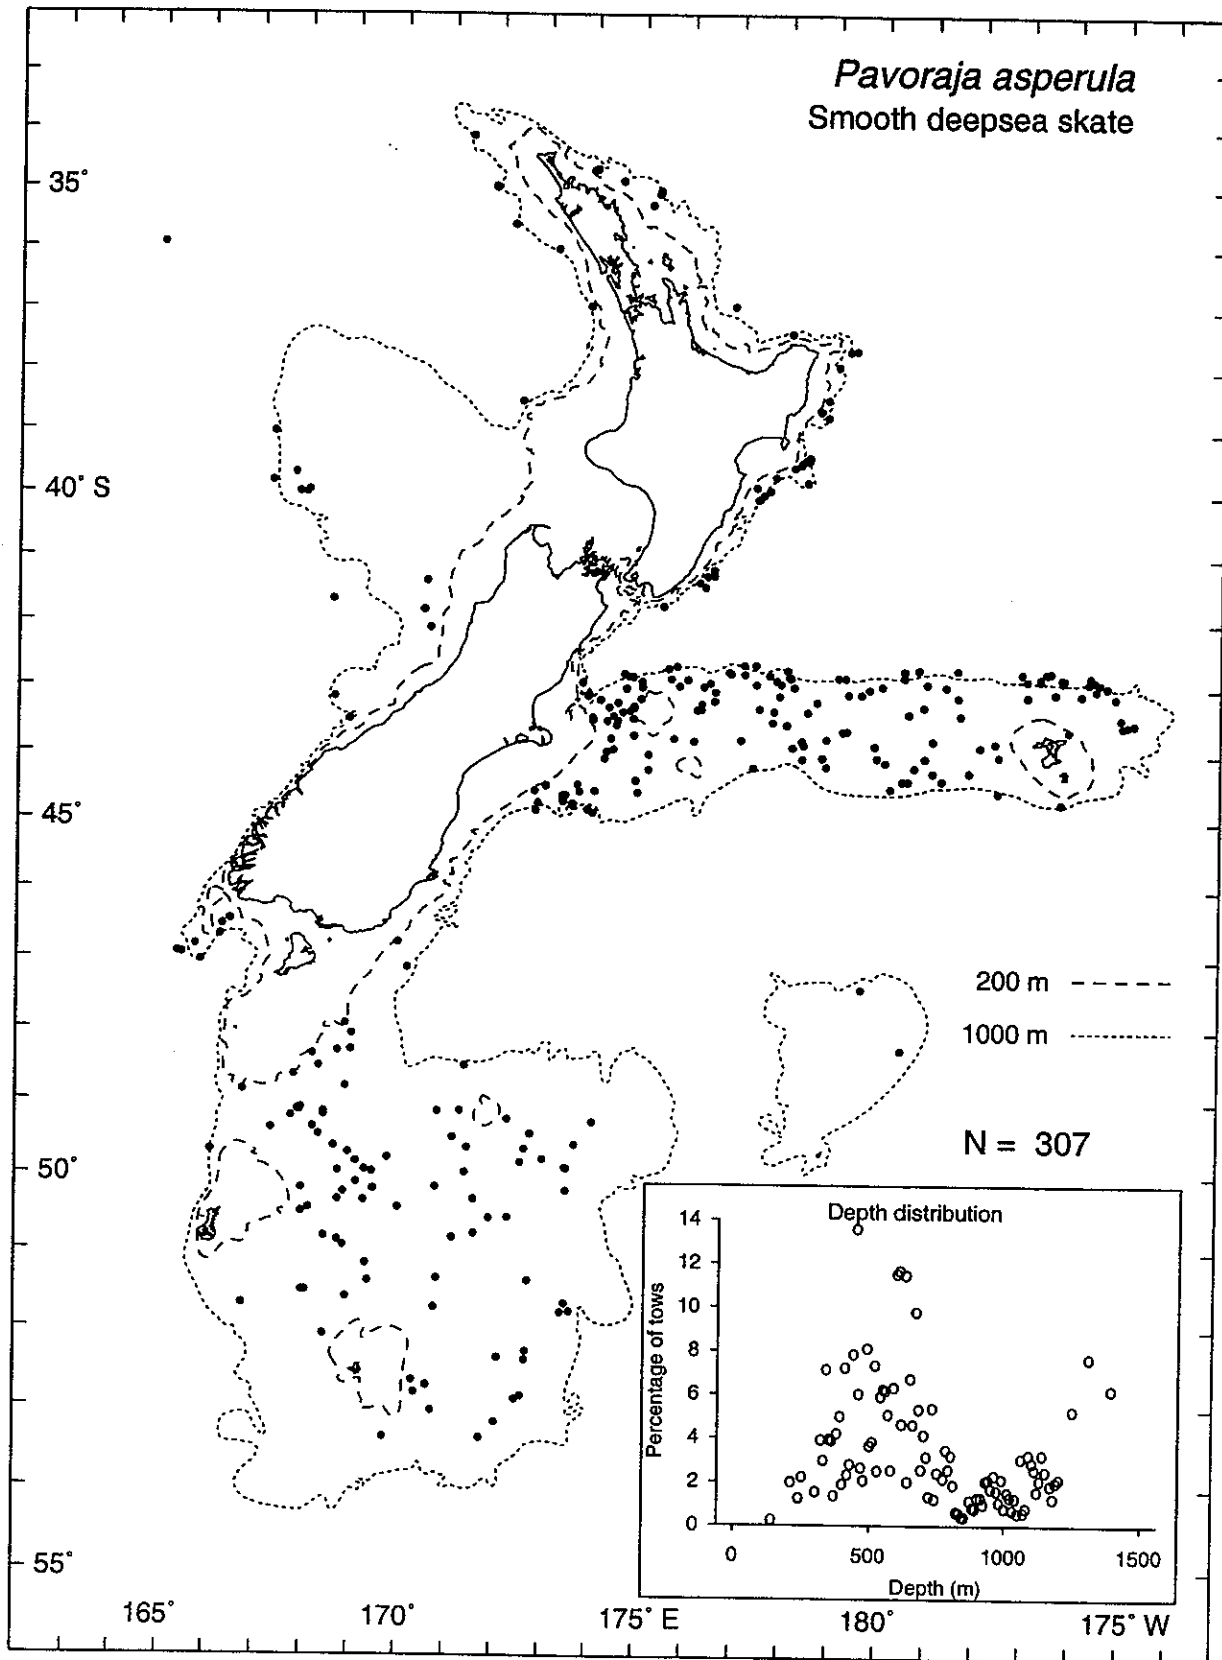 Pavoraja asperula
Smooth deepsea skate
35°
40° S
45°
50°
55°
200 m
1000 m
N = 307
Depth distribution
Percentage of tows
14
12
10
8
6
4
2
0
0 500 1000 1500
Depth (m)
165° 170° 175° E 180° 175° W